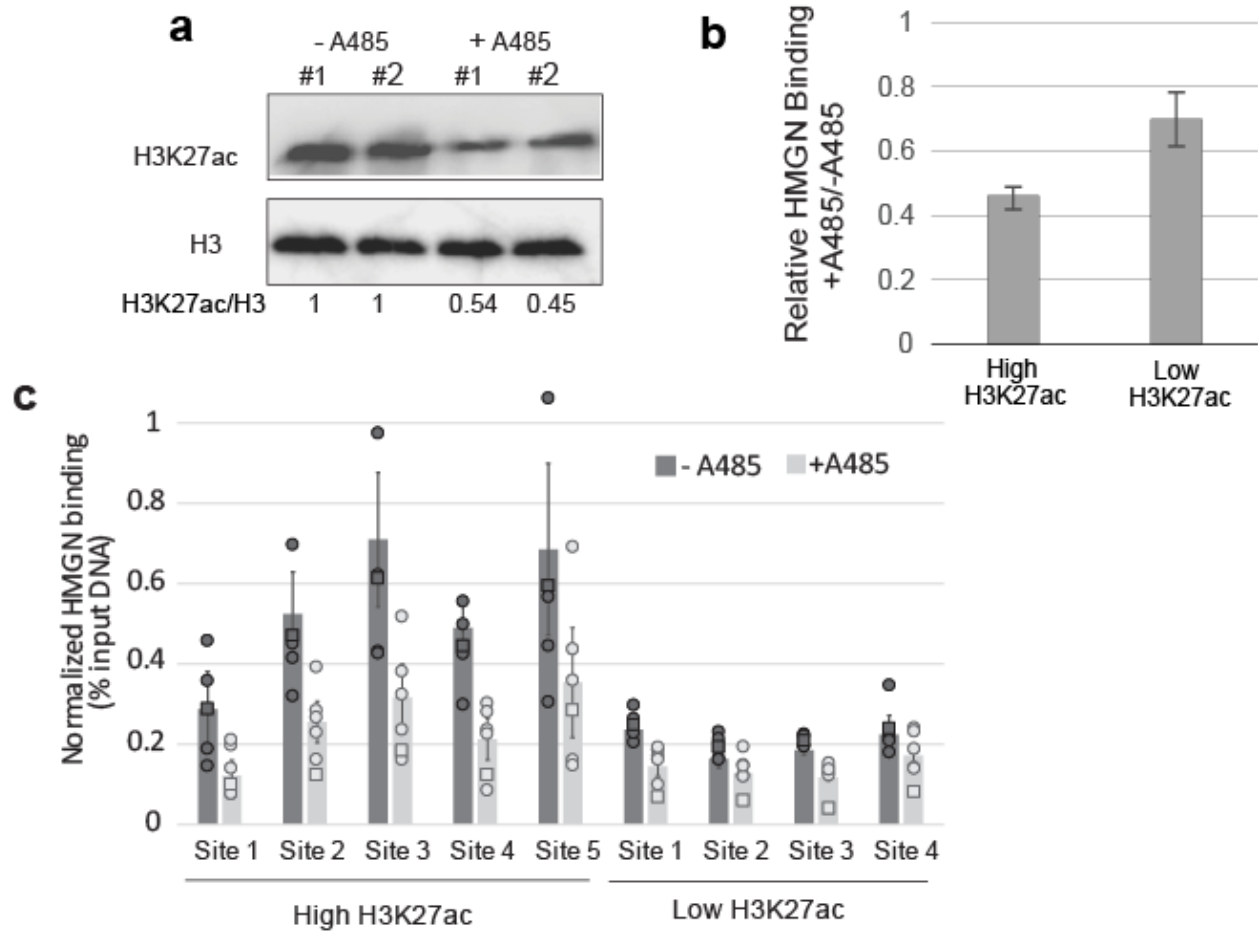 a
- A485 + A485
#1 #2 #1 #2
H3K27ac
H3
H3K27ac/H3 1 1 0.54 0.45
b
Relative HMGN Binding
+A485/-A485
1
0.8
0.6
0.4
0.2
0
High
H3K27ac
Low
H3K27ac
c
Normalized HMGN binding
(% input DNA)
1
0.8
0.6
0.4
0.2
0
- A485 +A485
Site 1 Site 2 Site 3 Site 4 Site 5 Site 1 Site 2 Site 3 Site 4
High H3K27ac Low H3K27ac